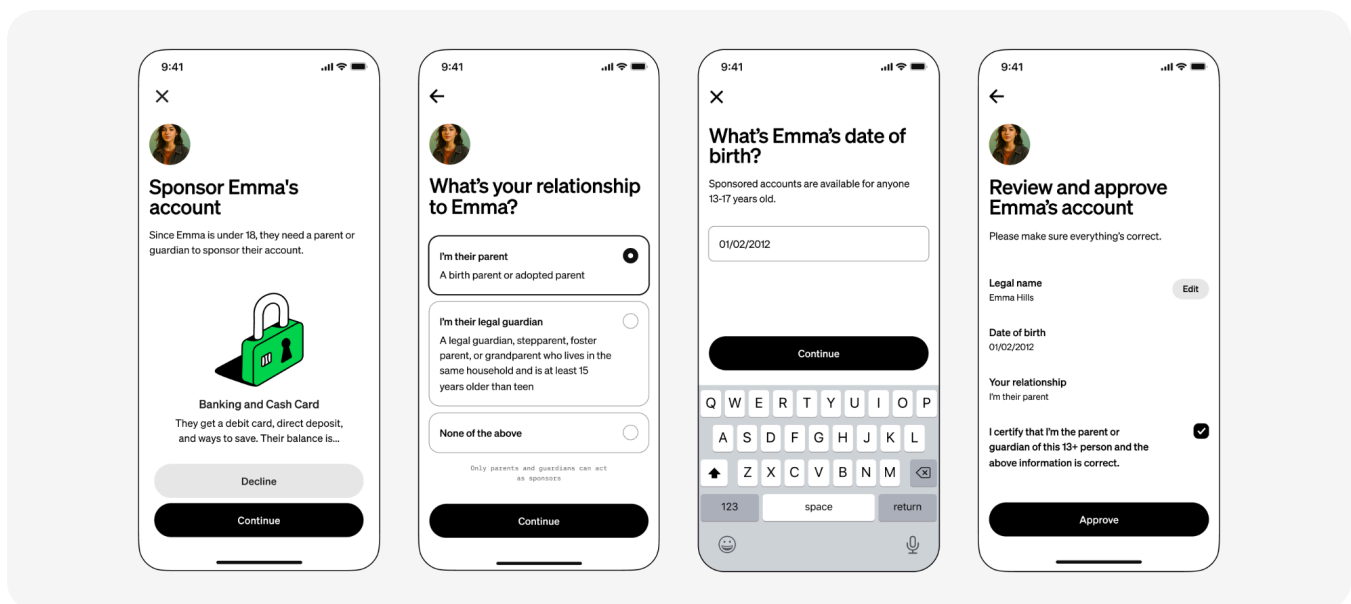 9:41
Sponsor Emma's
account
Since Emma is under 18, they need a parent or
guardian to sponsor their account.
Banking and Cash Card
They get a debit card, direct deposit,
and ways to save. Their balance is...
Decline
Continue
9:41
What's your relationship
to Emma?
I'm their parent
A birth parent or adopted parent
I'm their legal guardian
A legal guardian, stepparent, foster
parent, or grandparent who lives in the
same household and is at least 15
years older than teen
None of the above
Only parents and guardians can act
as sponsors
Continue
9:41
What's Emma's date of
birth?
Sponsored accounts are available for anyone
13-17 years old.
01/02/2012
Continue
Q W E R T Y U I O P
A S D F G H J K L
Z X C V B N M
123 space return
9:41
Review and approve
Emma's account
Please make sure everything's correct.
Legal name
Emma Hills
Edit
Date of birth
01/02/2012
Your relationship
I'm their parent
I certify that I'm the parent or
guardian of this 13+ person and the
above information is correct.
Approve